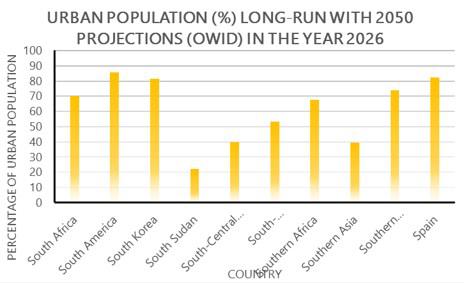 URBAN POPULATION (%) LONG-RUN WITH 2050
PROJECTIONS (OWID) IN THE YEAR 2026
PERCENTAGE OF URBAN POPULATION
100
90
80
70
60
50
40
30
20
10
0
South Africa
South America
South Korea
South Sudan
South-Central...
South-...
Southern Africa
Southern Asia
Southern...
Spain
COUNTRY